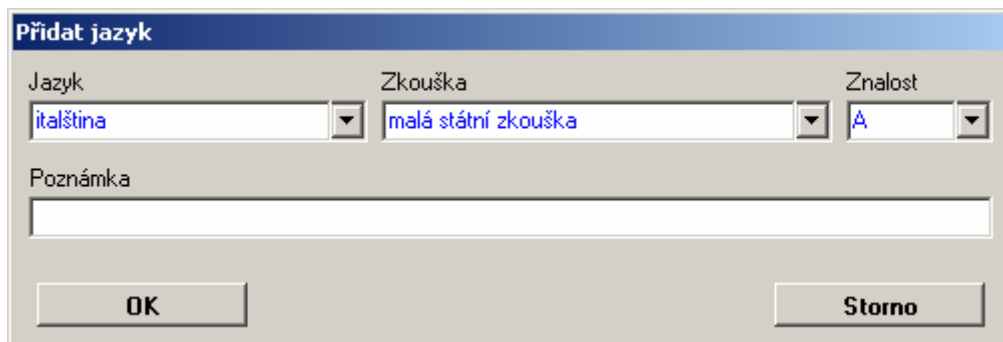 Přidat jazyk
Jazyk Zkouška Znalost
italština malá státní zkouška A
Poznámka
OK Storno